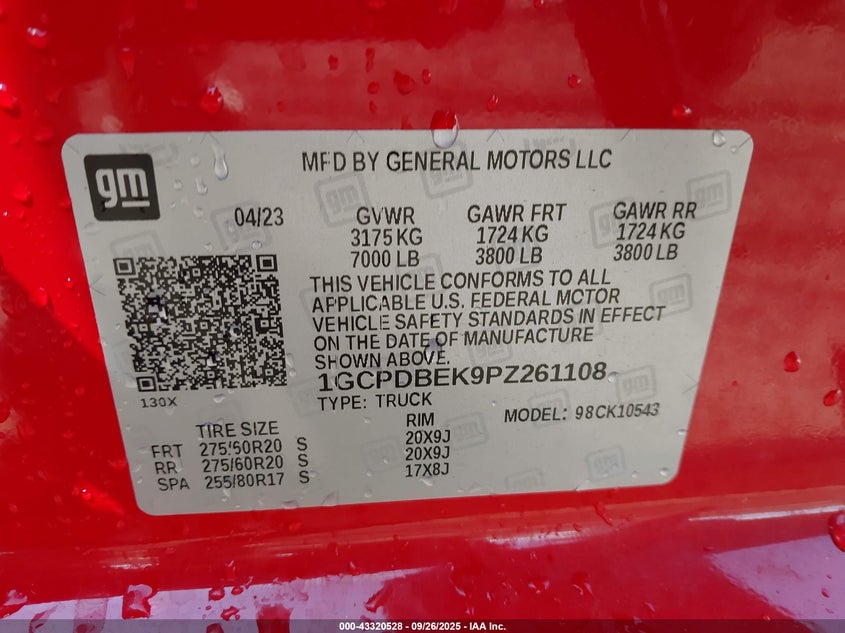 gm
MFD BY GENERAL MOTORS LLC
04/23 GVWR GAWR FRT GAWR RR
3175 KG 1724 KG 1724 KG
7000 LB 3800 LB 3800 LB
THIS VEHICLE CONFORMS TO ALL
APPLICABLE U.S. FEDERAL MOTOR
VEHICLE SAFETY STANDARDS IN EFFECT
ON THE DATE OF MANUFACTURE
SHOWN ABOVE.
1GCPDBEK9PZ261108
130X
TYPE: TRUCK
MODEL: 98CK10543
TIRE SIZE RIM
FRT 275/60R20 S 20X9J
RR 275/60R20 S 20X9J
SPA 255/80R17 S 17X8J
000-43320528 - 09/26/2025 - IAA Inc.